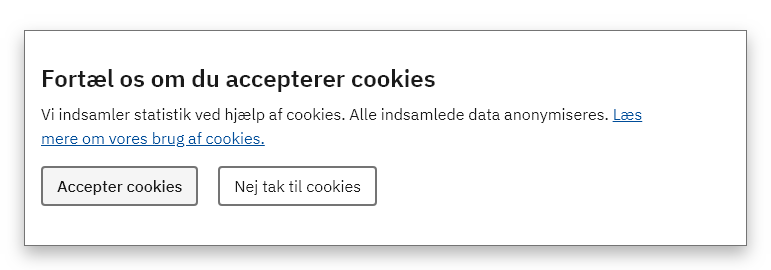 Fortæl os om du accepterer cookies
Vi indsamler statistik ved hjælp af cookies. Alle indsamlede data anonymiseres. Læs
mere om vores brug af cookies.
Accepter cookies Nej tak til cookies